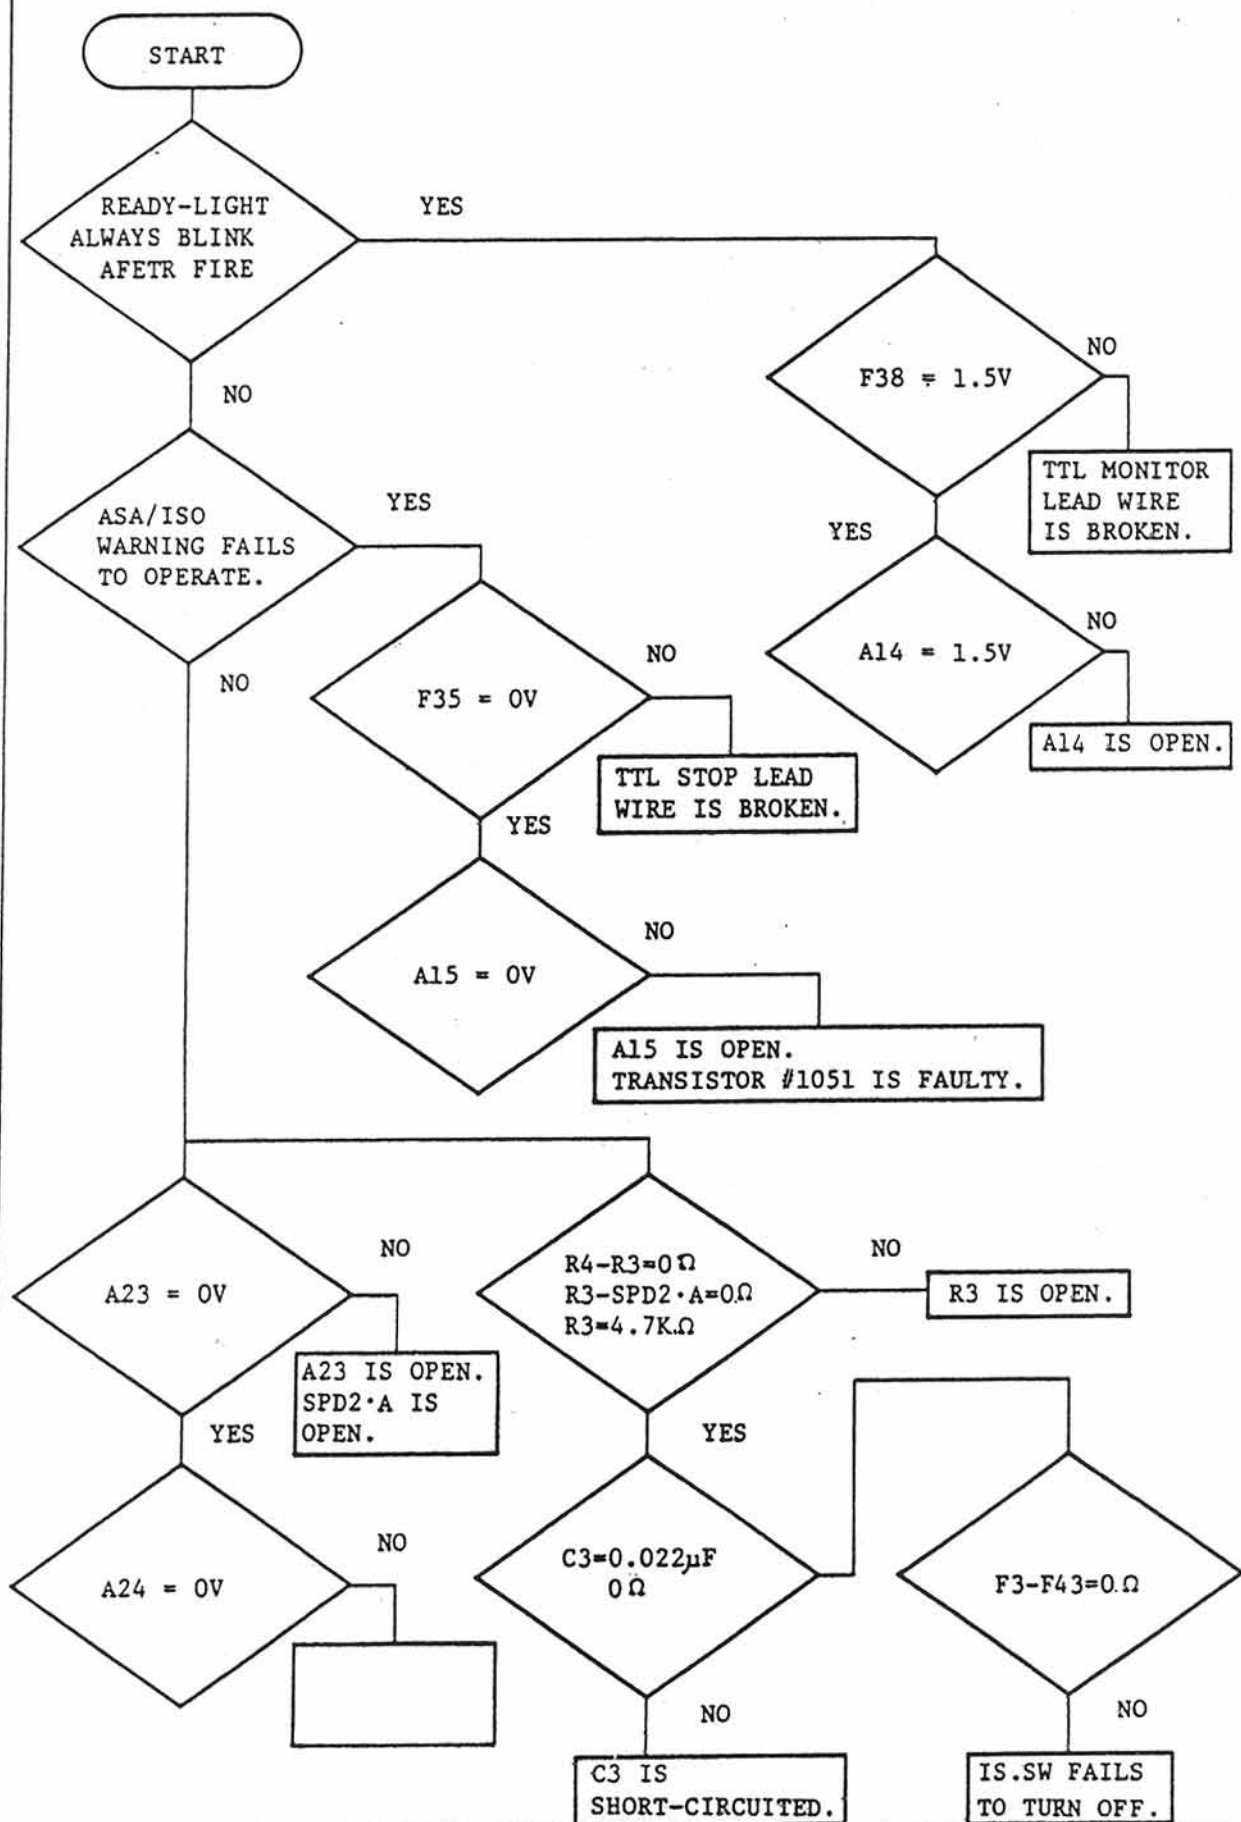 START
READY-LIGHT
ALWAYS BLINK
AFETR FIRE
YES
NO
F38 = 1.5V
NO
TTL MONITOR
LEAD WIRE
IS BROKEN.
YES
A14 = 1.5V
NO
A14 IS OPEN.
ASA/ISO
WARNING FAILS
TO OPERATE.
YES
NO
F35 = 0V
NO
TTL STOP LEAD
WIRE IS BROKEN.
YES
A15 = 0V
NO
A15 IS OPEN.
TRANSISTOR #1051 IS FAULTY.
A23 = 0V
NO
A23 IS OPEN.
SPD2·A IS
OPEN.
YES
A24 = 0V
NO
R4-R3=0Ω
R3-SPD2·A=0Ω
R3=4.7KΩ
NO
R3 IS OPEN.
YES
C3=0.022µF
0Ω
NO
C3 IS
SHORT-CIRCUITED.
F3-F43=0Ω
NO
IS.SW FAILS
TO TURN OFF.